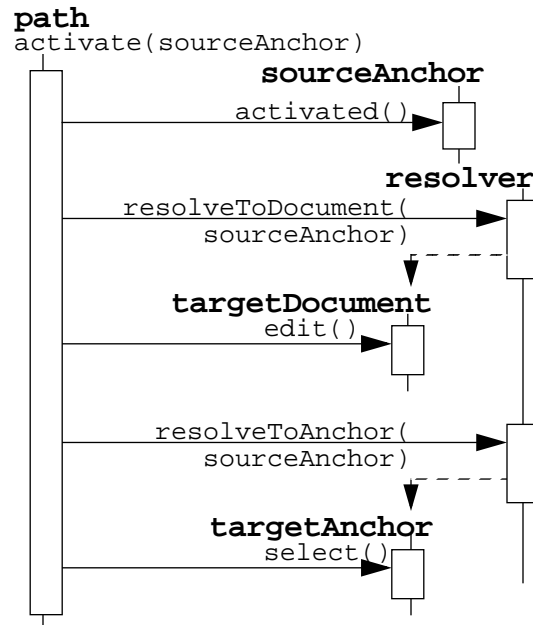 path
activate(sourceAnchor)
sourceAnchor
activated()
resolver
resolveToDocument(
sourceAnchor)
targetDocument
edit()
resolveToAnchor(
sourceAnchor)
targetAnchor
select()